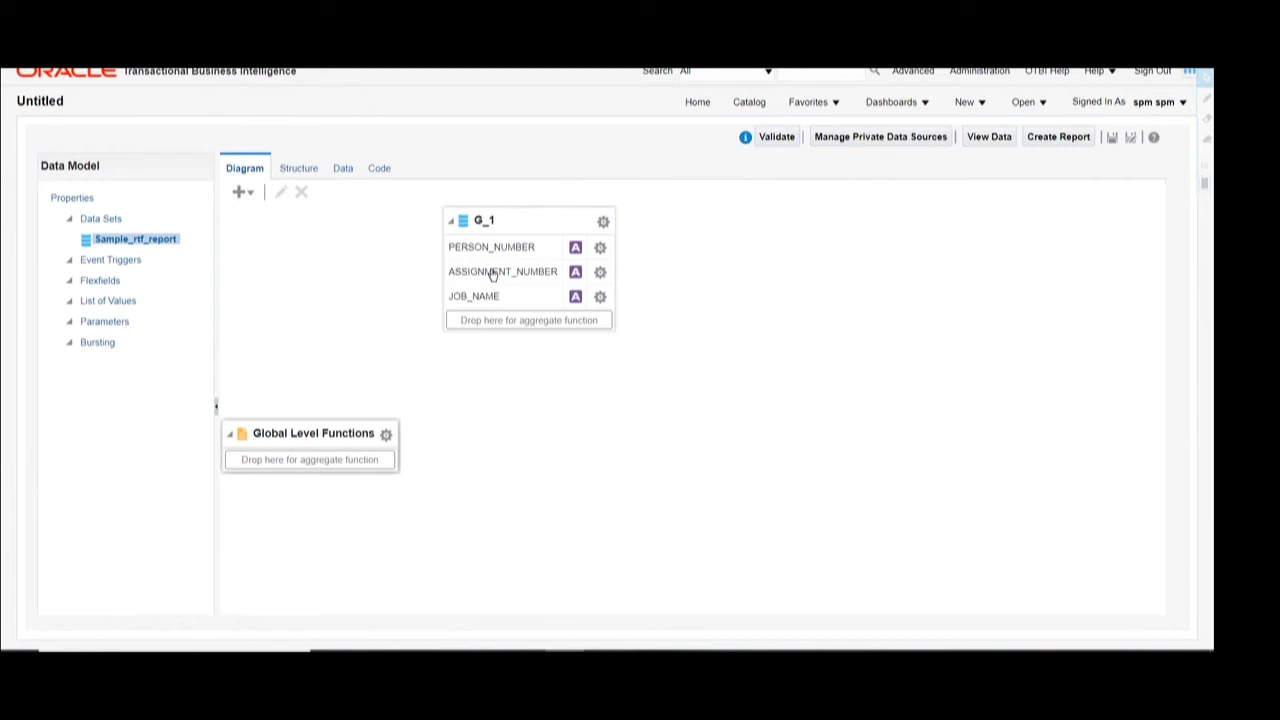 ORACLE Transactional Business Intelligence Search All Advanced Administration OTBI Help Help Sign Out
Untitled Home Catalog Favorites Dashboards New Open Signed In As spm spm
Validate Manage Private Data Sources View Data Create Report
Data Model
Diagram Structure Data Code
Properties
Data Sets
Sample_rtf_report
Event Triggers
Flexfields
List of Values
Parameters
Bursting
G_1
PERSON_NUMBER A
ASSIGNMENT_NUMBER A
JOB_NAME A
Drop here for aggregate function
Global Level Functions
Drop here for aggregate function